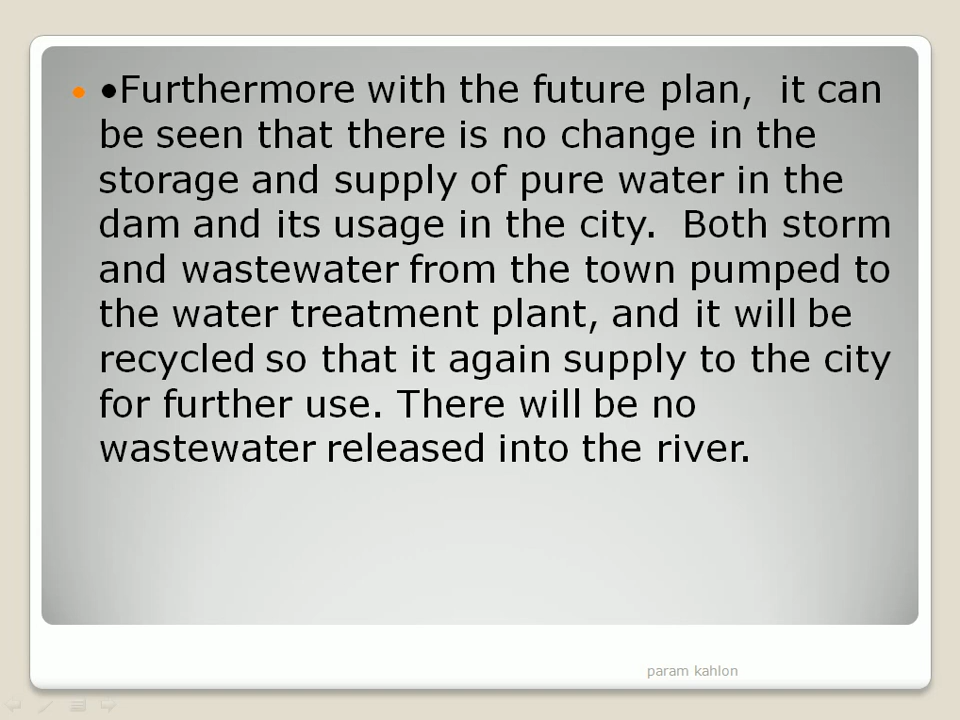 •Furthermore with the future plan,  it can
be seen that there is no change in the
storage and supply of pure water in the
dam and its usage in the city.  Both storm
and wastewater from the town pumped to
the water treatment plant, and it will be
recycled so that it again supply to the city
for further use. There will be no
wastewater released into the river.
param kahlon